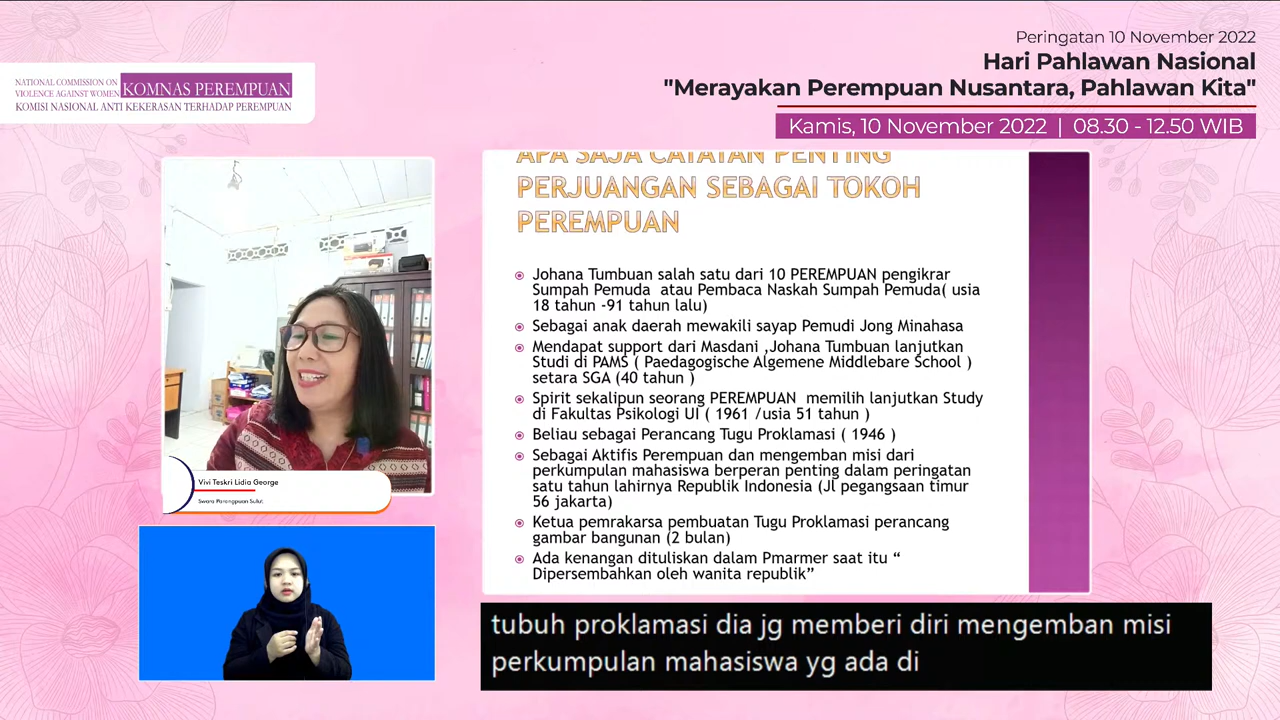 NATIONAL COMMISSION ON
VIOLENCE AGAINST WOMEN
KOMNAS PEREMPUAN
KOMISI NASIONAL ANTI KEKERASAN TERHADAP PEREMPUAN
Peringatan 10 November 2022
Hari Pahlawan Nasional
"Merayakan Perempuan Nusantara, Pahlawan Kita"
Kamis, 10 November 2022 | 08.30 - 12.50 WIB
Vivi Teskri Lidia George
Swara Parangpuan Sulut
APA SAJA CATATAN PENTING
PERJUANGAN SEBAGAI TOKOH
PEREMPUAN
Johana Tumbuan salah satu dari 10 PEREMPUAN pengikrar
Sumpah Pemuda atau Pembaca Naskah Sumpah Pemuda( usia
18 tahun -91 tahun lalu)
Sebagai anak daerah mewakili sayap Pemudi Jong Minahasa
Mendapat support dari Masdani ,Johana Tumbuan lanjutkan
Studi di PAMS ( Paedagogische Algemene Middlebare School )
setara SGA (40 tahun )
Spirit sekalipun seorang PEREMPUAN memilih lanjutkan Study
di Fakultas Psikologi UI ( 1961 /usia 51 tahun )
Beliau sebagai Perancang Tugu Proklamasi ( 1946 )
Sebagai Aktifis Perempuan dan mengemban misi dari
perkumpulan mahasiswa berperan penting dalam peringatan
satu tahun lahirnya Republik Indonesia (Jl pegangsaan timur
56 jakarta)
Ketua pemrakarsa pembuatan Tugu Proklamasi perancang
gambar bangunan (2 bulan)
Ada kenangan dituliskan dalam Pmarmer saat itu “
Dipersembahkan oleh wanita republik”
tubuh proklamasi dia jg memberi diri mengemban misi
perkumpulan mahasiswa yg ada di